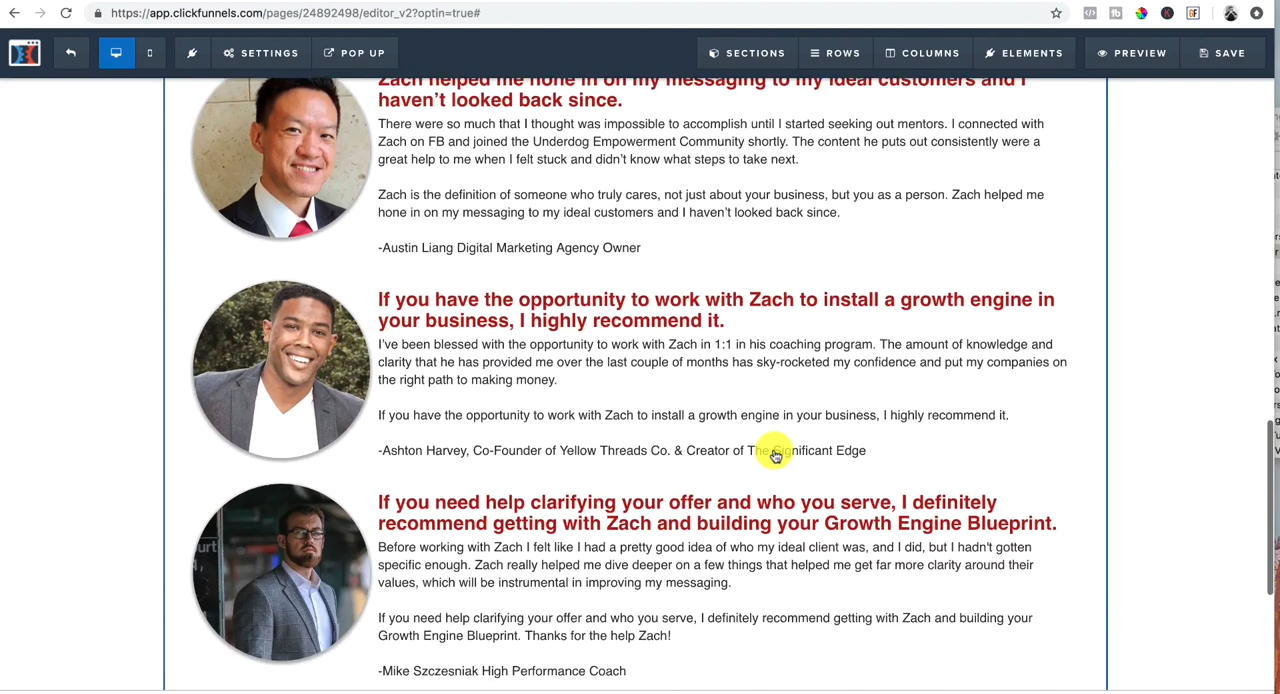 https://app.clickfunnels.com/pages/24892498/editor_v2?optin=true#
SETTINGS
POP UP
SECTIONS
ROWS
COLUMNS
ELEMENTS
PREVIEW
SAVE
Zach helped me hone in on my messaging to my ideal customers and I
haven't looked back since.
There were so much that I thought was impossible to accomplish until I started seeking out mentors. I connected with
Zach on FB and joined the Underdog Empowerment Community shortly. The content he puts out consistently were a
great help to me when I felt stuck and didn't know what steps to take next.
Zach is the definition of someone who truly cares, not just about your business, but you as a person. Zach helped me
hone in on my messaging to my ideal customers and I haven't looked back since.
-Austin Liang Digital Marketing Agency Owner
If you have the opportunity to work with Zach to install a growth engine in
your business, I highly recommend it.
I've been blessed with the opportunity to work with Zach in 1:1 in his coaching program. The amount of knowledge and
clarity that he has provided me over the last couple of months has sky-rocketed my confidence and put my companies on
the right path to making money.
If you have the opportunity to work with Zach to install a growth engine in your business, I highly recommend it.
-Ashton Harvey, Co-Founder of Yellow Threads Co. & Creator of The Significant Edge
If you need help clarifying your offer and who you serve, I definitely
recommend getting with Zach and building your Growth Engine Blueprint.
Before working with Zach I felt like I had a pretty good idea of who my ideal client was, and I did, but I hadn't gotten
specific enough. Zach really helped me dive deeper on a few things that helped me get far more clarity around their
values, which will be instrumental in improving my messaging.
If you need help clarifying your offer and who you serve, I definitely recommend getting with Zach and building your
Growth Engine Blueprint. Thanks for the help Zach!
-Mike Szczesniak High Performance Coach